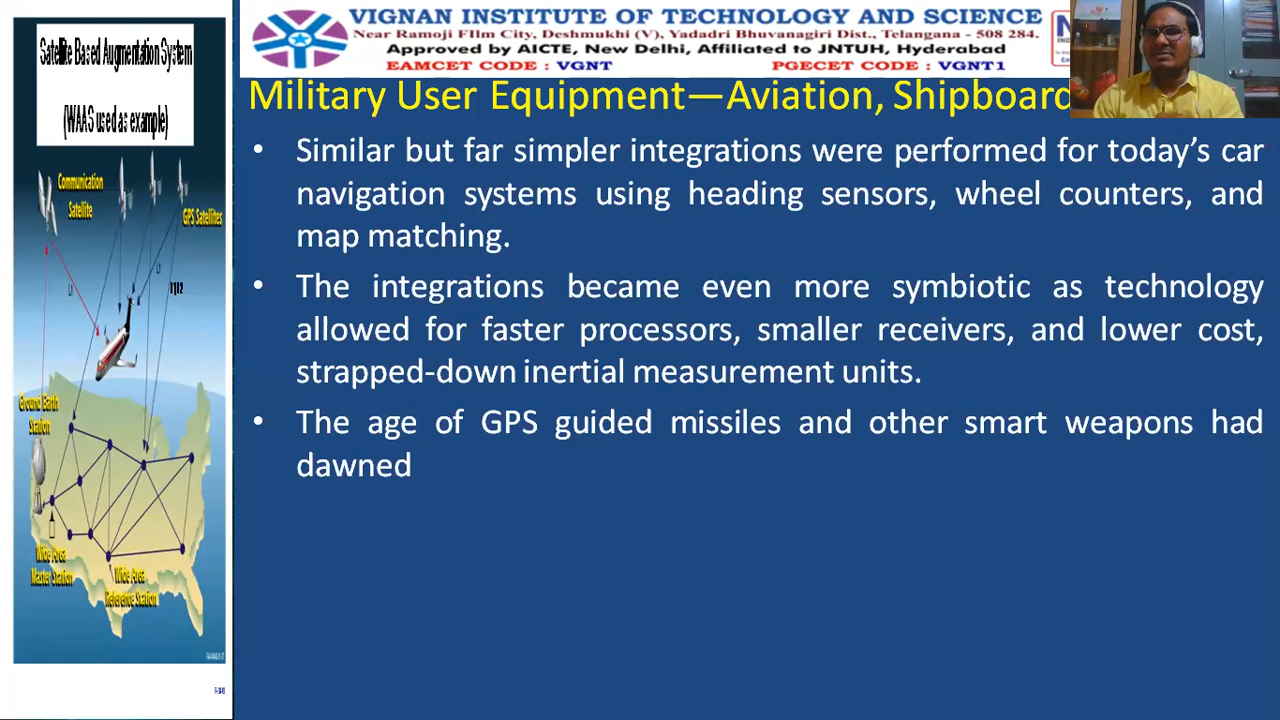 Satellite Based Augmentation System
(WAAS used as example)
Communication
Satellite
GPS Satellites
L1
Ground Earth
Station
Wide Area
Master Station
Wide Area
Reference Station
VIGNAN INSTITUTE OF TECHNOLOGY AND SCIENCE
Near Ramoji FIlm City, Deshmukhi (V), Yadadri Bhuvanagiri Dist., Telangana - 508 284.
Approved by AICTE, New Delhi, Affiliated to JNTUH, Hyderabad
EAMCET CODE : VGNT PGECET CODE : VGNT1
Military User Equipment—Aviation, Shipboard
• Similar but far simpler integrations were performed for today’s car
navigation systems using heading sensors, wheel counters, and
map matching.
• The integrations became even more symbiotic as technology
allowed for faster processors, smaller receivers, and lower cost,
strapped-down inertial measurement units.
• The age of GPS guided missiles and other smart weapons had
dawned